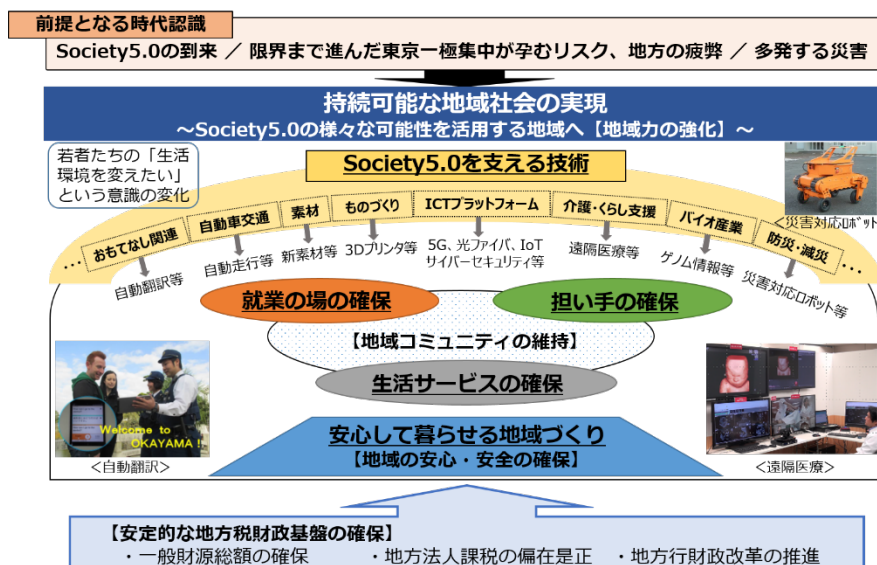 前提となる時代認識
Society5.0の到来 ／ 限界まで進んだ東京一極集中が孕むリスク、地方の疲弊 ／ 多発する災害
持続可能な地域社会の実現
～Society5.0の様々な可能性を活用する地域へ【地域力の強化】～
若者たちの「生活
環境を変えたい」
という意識の変化
Society5.0を支える技術
<災害対応ロボット>
… おもてなし関連 自動車交通 素材 ものづくり ICTプラットフォーム 介護・くらし支援 バイオ産業 防災・減災 …
自動翻訳等 自動走行等 新素材等 3Dプリンタ等 5G、光ファイバ、IoT 遠隔医療等 ゲノム情報等 災害対応ロボット等
サイバーセキュリティ等
就業の場の確保 担い手の確保
【地域コミュニティの維持】
生活サービスの確保
Welcome to
OKAYAMA !!
<自動翻訳>
安心して暮らせる地域づくり
【地域の安心・安全の確保】
<遠隔医療>
【安定的な地方税財政基盤の確保】
・一般財源総額の確保 ・地方法人課税の偏在是正 ・地方行財政改革の推進